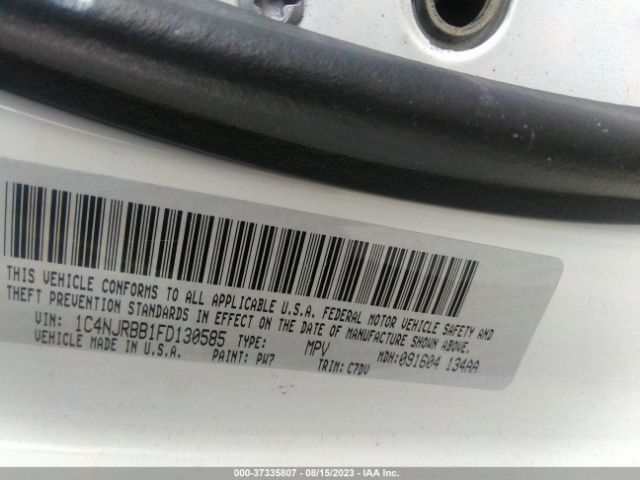 THIS VEHICLE CONFORMS TO ALL APPLICABLE U.S.A. FEDERAL MOTOR VEHICLE SAFETY AND
THEFT PREVENTION STANDARDS IN EFFECT ON THE DATE OF MANUFACTURE SHOWN ABOVE.
VIN: 1C4NJRBB1FD130585 TYPE: MPV MDH:091604 134AA
VEHICLE MADE IN U.S.A. PAINT: PW7 TRIM: C7DV
000-37335807 - 08/15/2023 - IAA Inc.